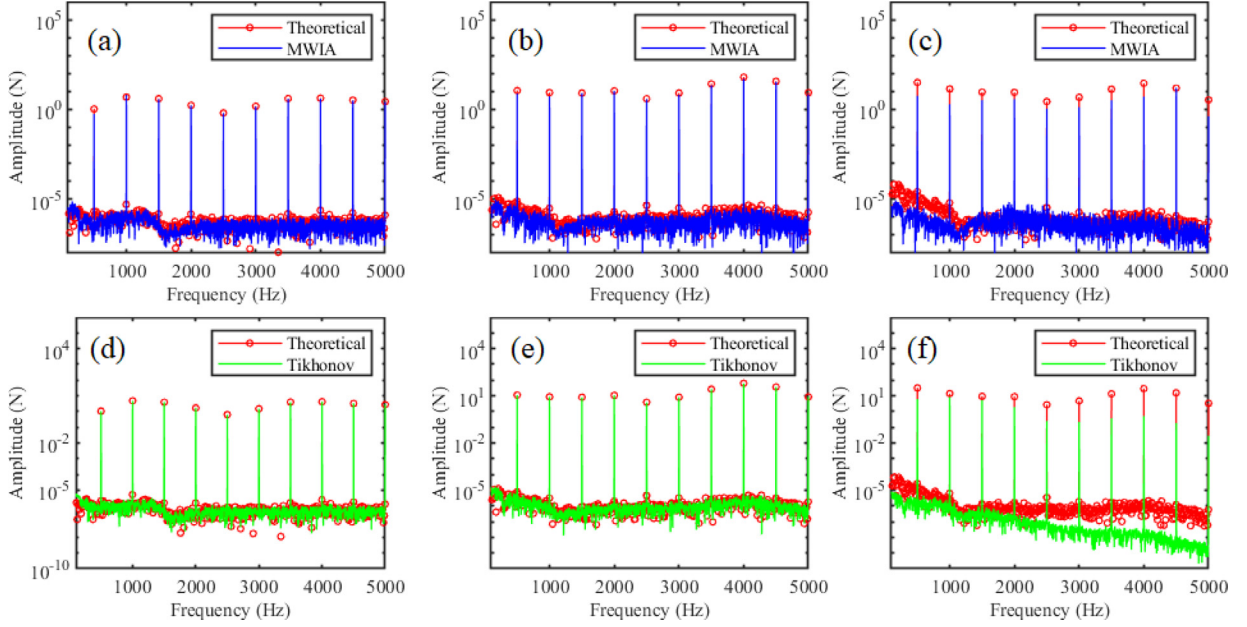 (a) Theoretical MWIA
Amplitude (N)
10^5
10^0
10^-5
1000 2000 3000 4000 5000
Frequency (Hz)
(b) Theoretical MWIA
Amplitude (N)
10^5
10^0
10^-5
1000 2000 3000 4000 5000
Frequency (Hz)
(c) Theoretical MWIA
Amplitude (N)
10^5
10^0
10^-5
1000 2000 3000 4000 5000
Frequency (Hz)
(d) Theoretical Tikhonov
Amplitude (N)
10^4
10^1
10^-2
10^-5
10^-10
1000 2000 3000 4000 5000
Frequency (Hz)
(e) Theoretical Tikhonov
Amplitude (N)
10^4
10^1
10^-2
10^-5
1000 2000 3000 4000 5000
Frequency (Hz)
(f) Theoretical Tikhonov
Amplitude (N)
10^4
10^1
10^-2
10^-5
1000 2000 3000 4000 5000
Frequency (Hz)